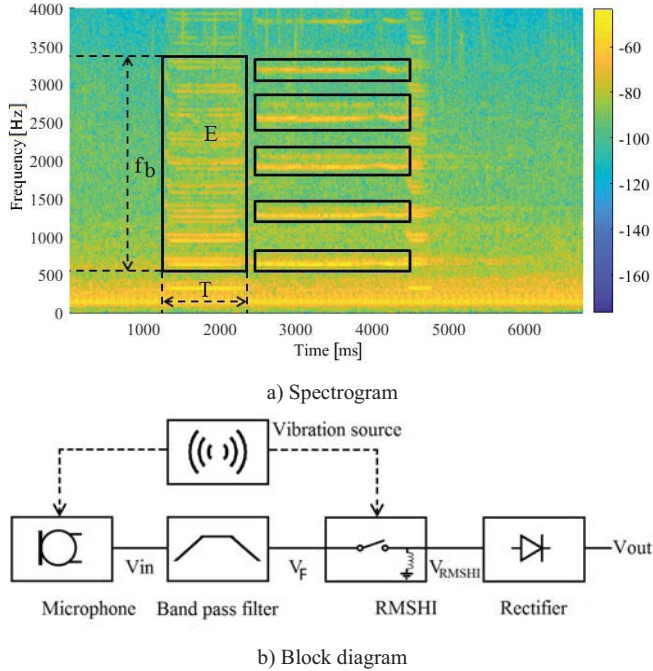 4000
3500
3000
2500
2000
1500
1000
500
0
Frequency [Hz]
E
f_b
T
1000 2000 3000 4000 5000 6000
Time [ms]
-60
-80
-100
-120
-140
-160
a) Spectrogram
Vibration source
Vin V_F V_RMSHI Vout
Microphone Band pass filter RMSHI Rectifier
b) Block diagram